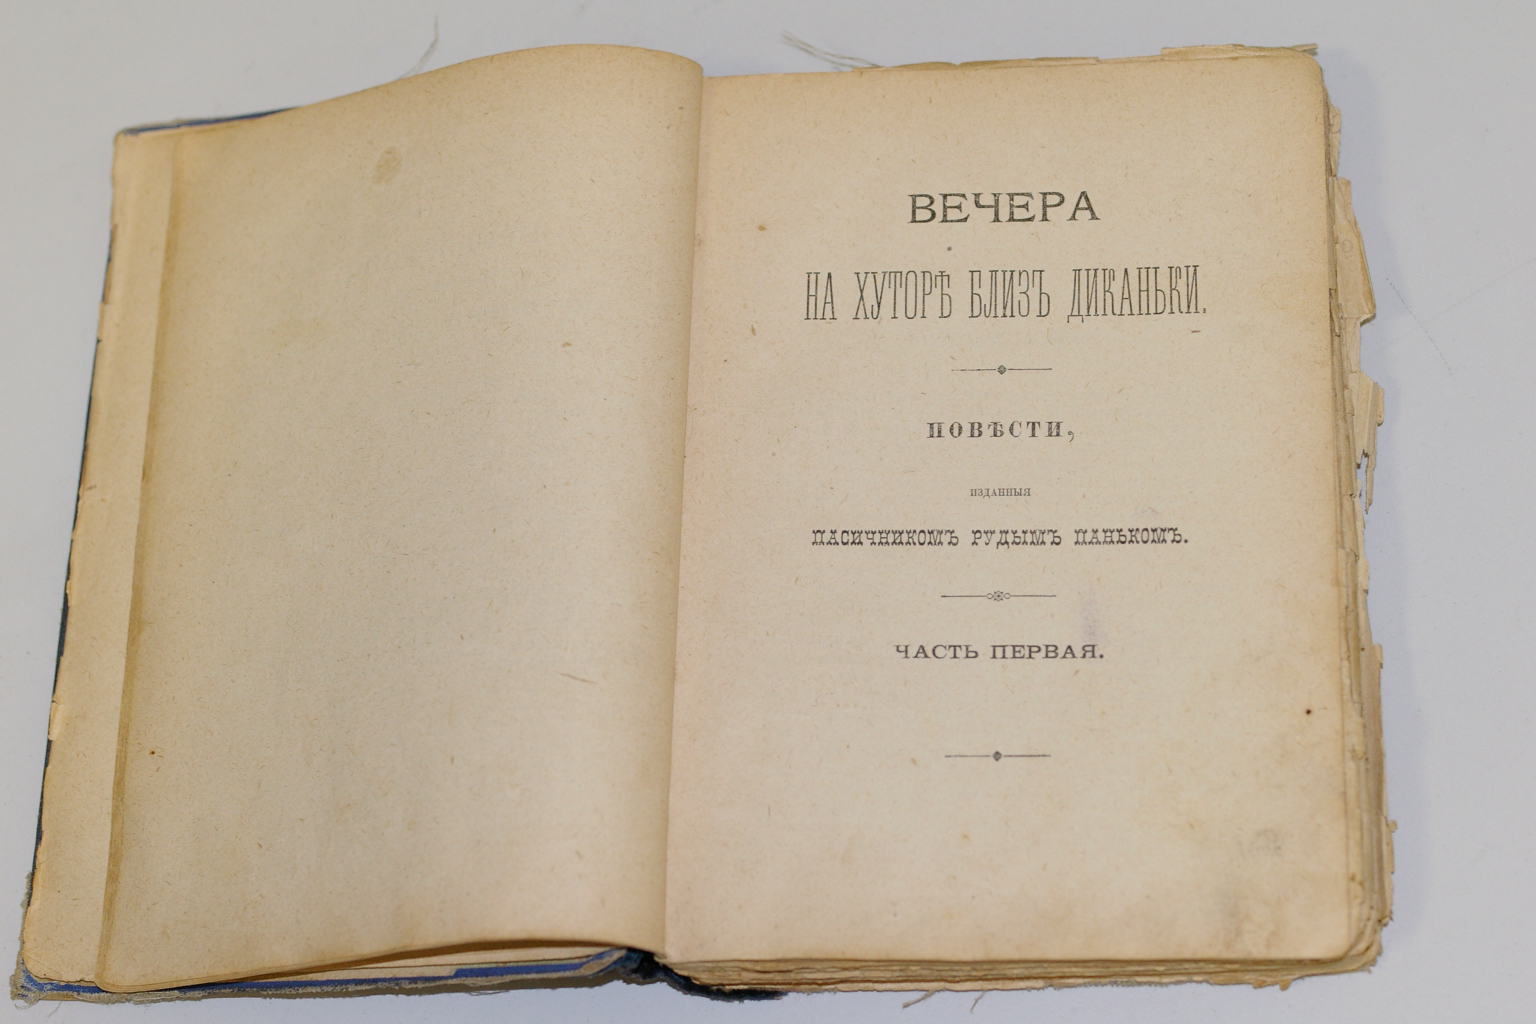 ВЕЧЕРА
НА ХУТОРѢ БЛИЗЪ ДИКАНЬКИ.
ПОВѢСТИ,
ИЗДАННЫЯ
ПАСИЧНИКОМЪ РУДЫМЪ ПАНЬКОМЪ.
ЧАСТЬ ПЕРВАЯ.